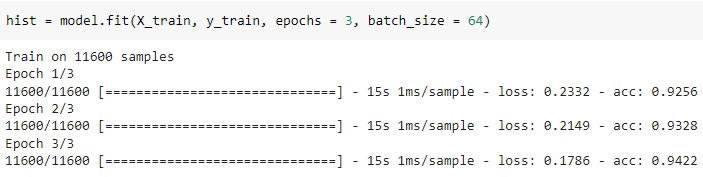 hist = model.fit(X_train, y_train, epochs = 3, batch_size = 64)
Train on 11600 samples
Epoch 1/3
11600/11600 [==============================] - 15s 1ms/sample - loss: 0.2332 - acc: 0.9256
Epoch 2/3
11600/11600 [==============================] - 15s 1ms/sample - loss: 0.2149 - acc: 0.9328
Epoch 3/3
11600/11600 [==============================] - 15s 1ms/sample - loss: 0.1786 - acc: 0.9422